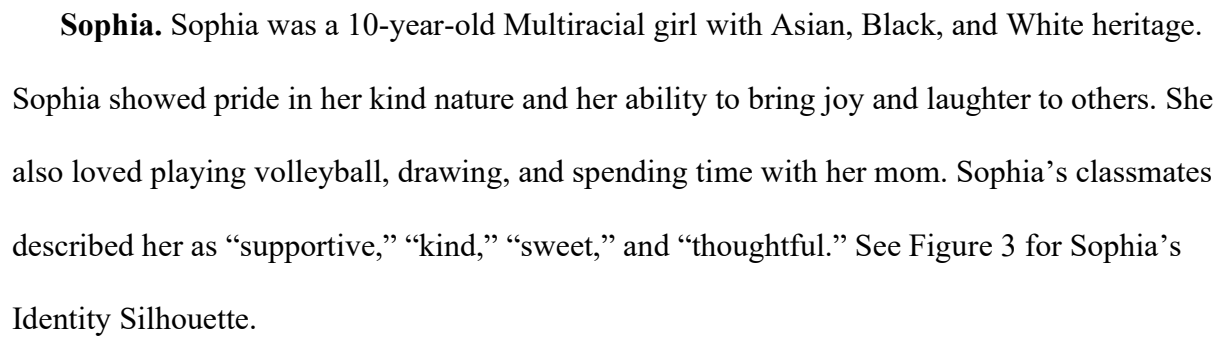 Sophia. Sophia was a 10-year-old Multiracial girl with Asian, Black, and White heritage.
Sophia showed pride in her kind nature and her ability to bring joy and laughter to others. She
also loved playing volleyball, drawing, and spending time with her mom. Sophia’s classmates
described her as “supportive,” “kind,” “sweet,” and “thoughtful.” See Figure 3 for Sophia’s
Identity Silhouette.